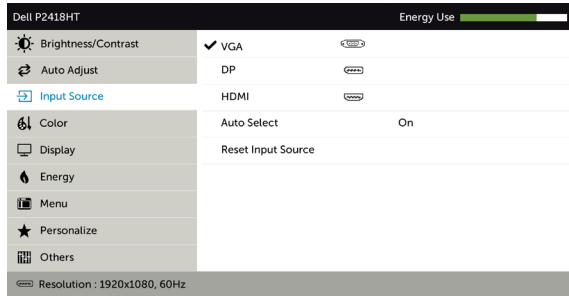 Dell P2418HT Energy Use
Brightness/Contrast
VGA
Auto Adjust
DP
Input Source
HDMI
Color
Auto Select On
Display
Reset Input Source
Energy
Menu
Personalize
Others
Resolution : 1920x1080, 60Hz